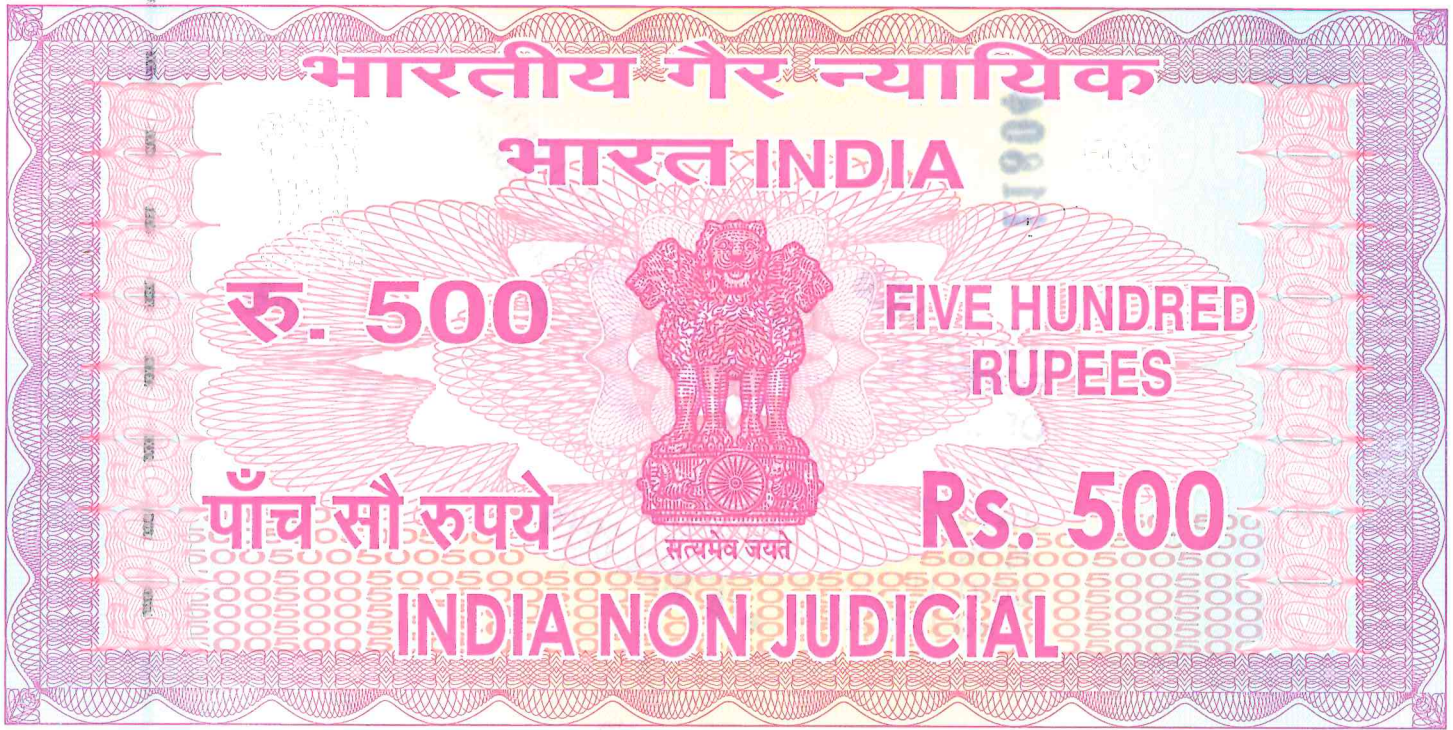 भारतीय गैर न्यायिक
भारत INDIA
रु. 500
FIVE HUNDRED
RUPEES
पाँच सौ रुपये
Rs. 500
सत्यमेव जयते
INDIA NON JUDICIAL